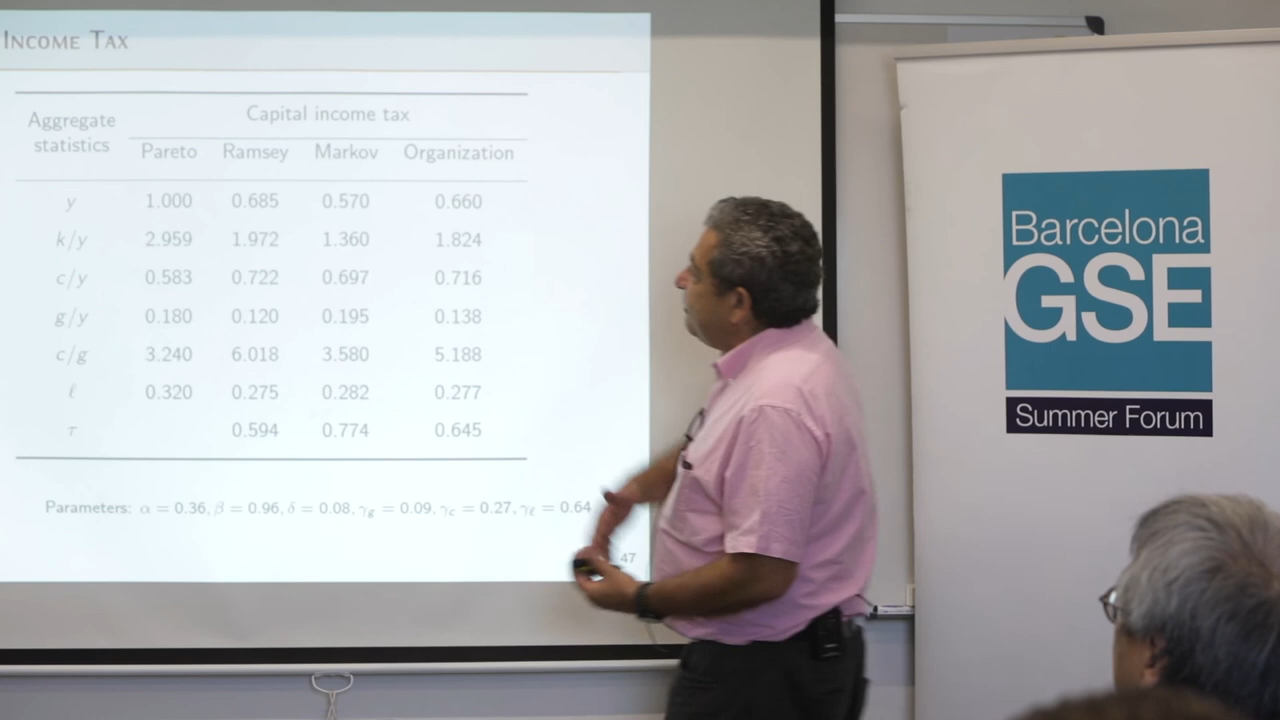 INCOME TAX
Aggregate statistics Capital income tax
Pareto Ramsey Markov Organization
y 1.000 0.685 0.570 0.660
k/y 2.959 1.972 1.360 1.824
c/y 0.583 0.722 0.697 0.716
g/y 0.180 0.120 0.195 0.138
c/g 3.240 6.018 3.580 5.188
ℓ 0.320 0.275 0.282 0.277
τ 0.594 0.774 0.645
Parameters: α = 0.36, β = 0.96, δ = 0.08, γg = 0.09, γc = 0.27, γℓ = 0.64
47
Barcelona
GSE
Summer Forum